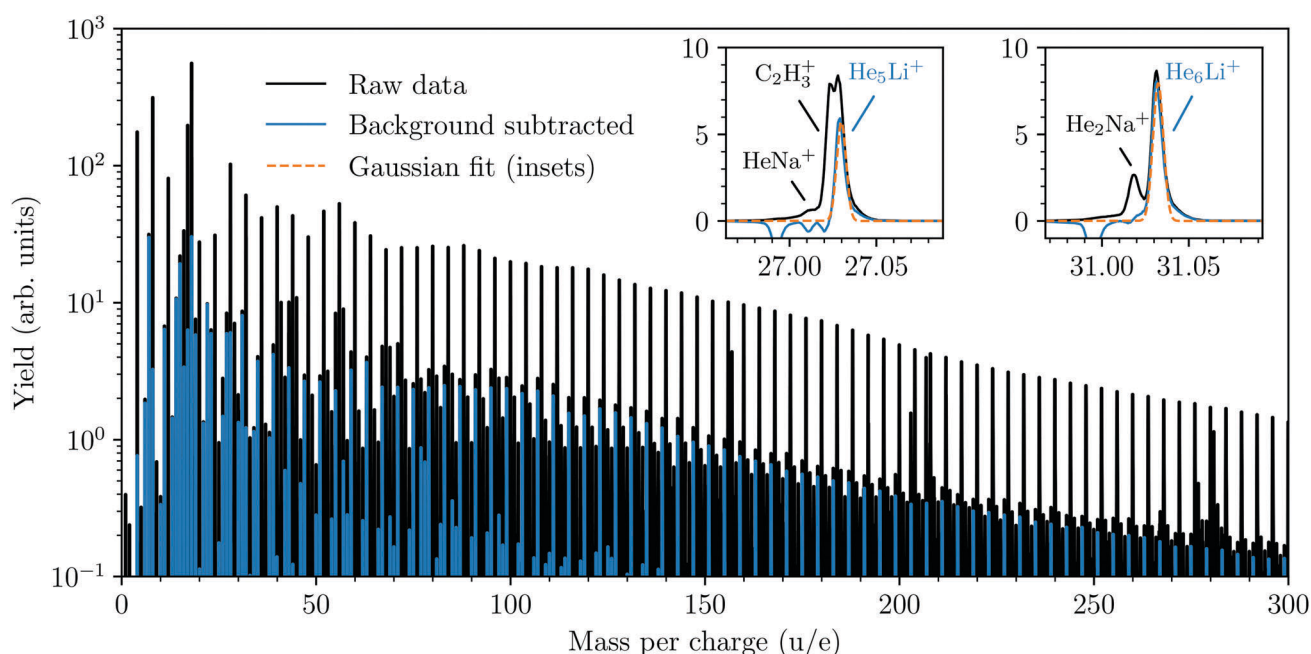 Yield (arb. units)
10³
10²
10¹
10⁰
10⁻¹
Raw data
Background subtracted
Gaussian fit (insets)
10
5
0
C₂H₃⁺
He₅Li⁺
HeNa⁺
27.00
27.05
10
5
0
He₆Li⁺
He₂Na⁺
31.00
31.05
0
50
100
150
200
250
300
Mass per charge (u/e)